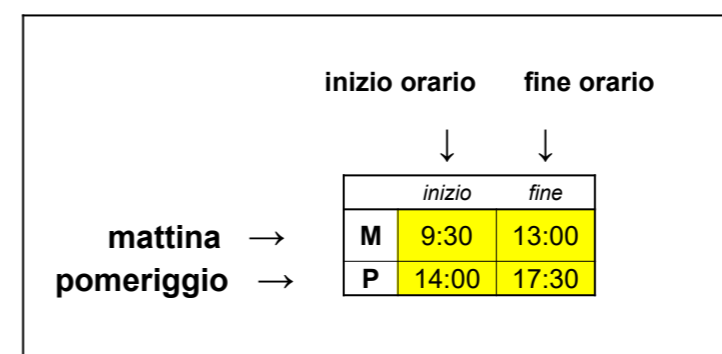 inizio orario fine orario
↓ ↓
inizio fine
mattina → M 9:30 13:00
pomeriggio → P 14:00 17:30